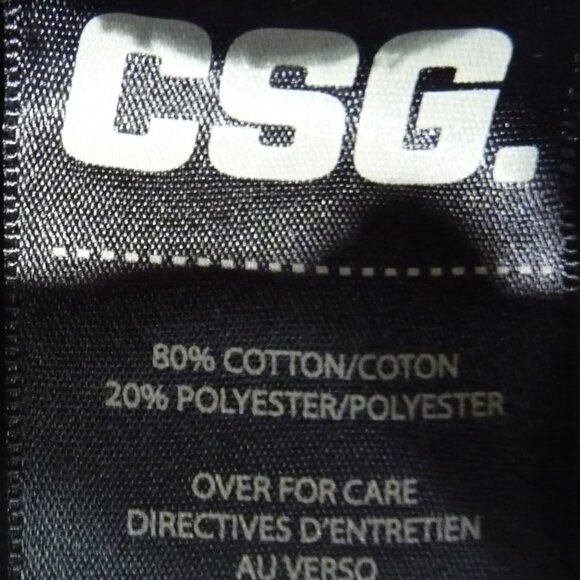 CSG.
80% COTTON/COTON
20% POLYESTER/POLYESTER
OVER FOR CARE
DIRECTIVES D'ENTRETIEN
AU VERSO